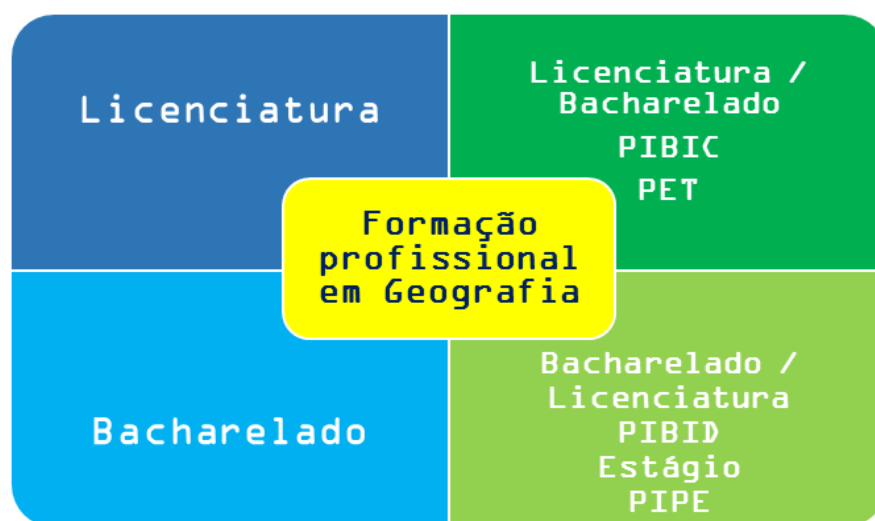 Licenciatura
Licenciatura /
Bacharelado
PIBIC
PET
Formação
profissional
em Geografia
Bacharelado
Bacharelado /
Licenciatura
PIBID
Estágio
PIPE